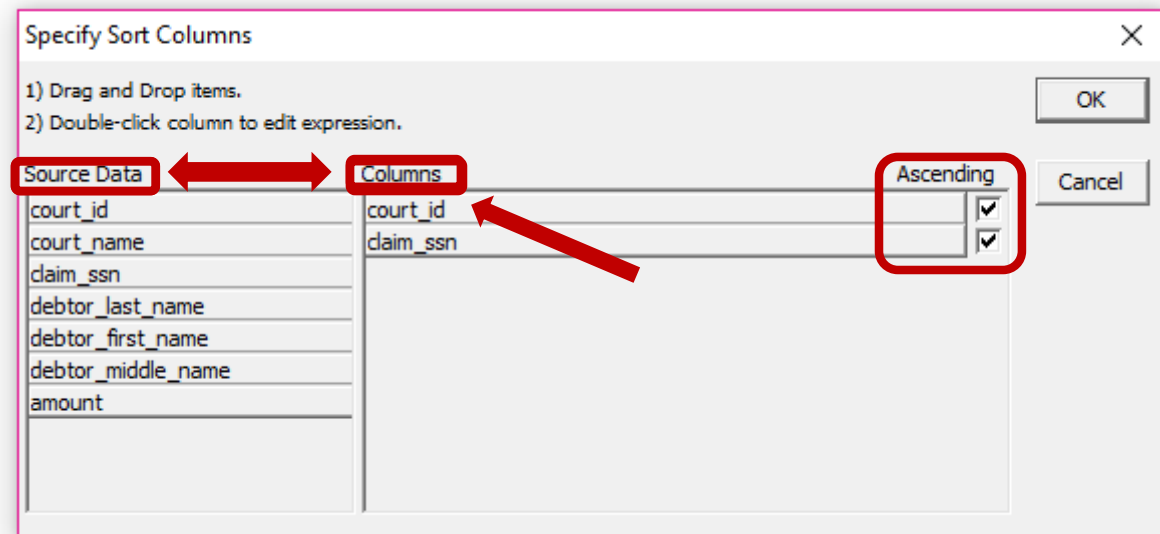 Specify Sort Columns
1) Drag and Drop items.
2) Double-click column to edit expression.
OK
Cancel
Source Data Columns Ascending
court_id court_id
court_name claim_ssn
claim_ssn
debtor_last_name
debtor_first_name
debtor_middle_name
amount